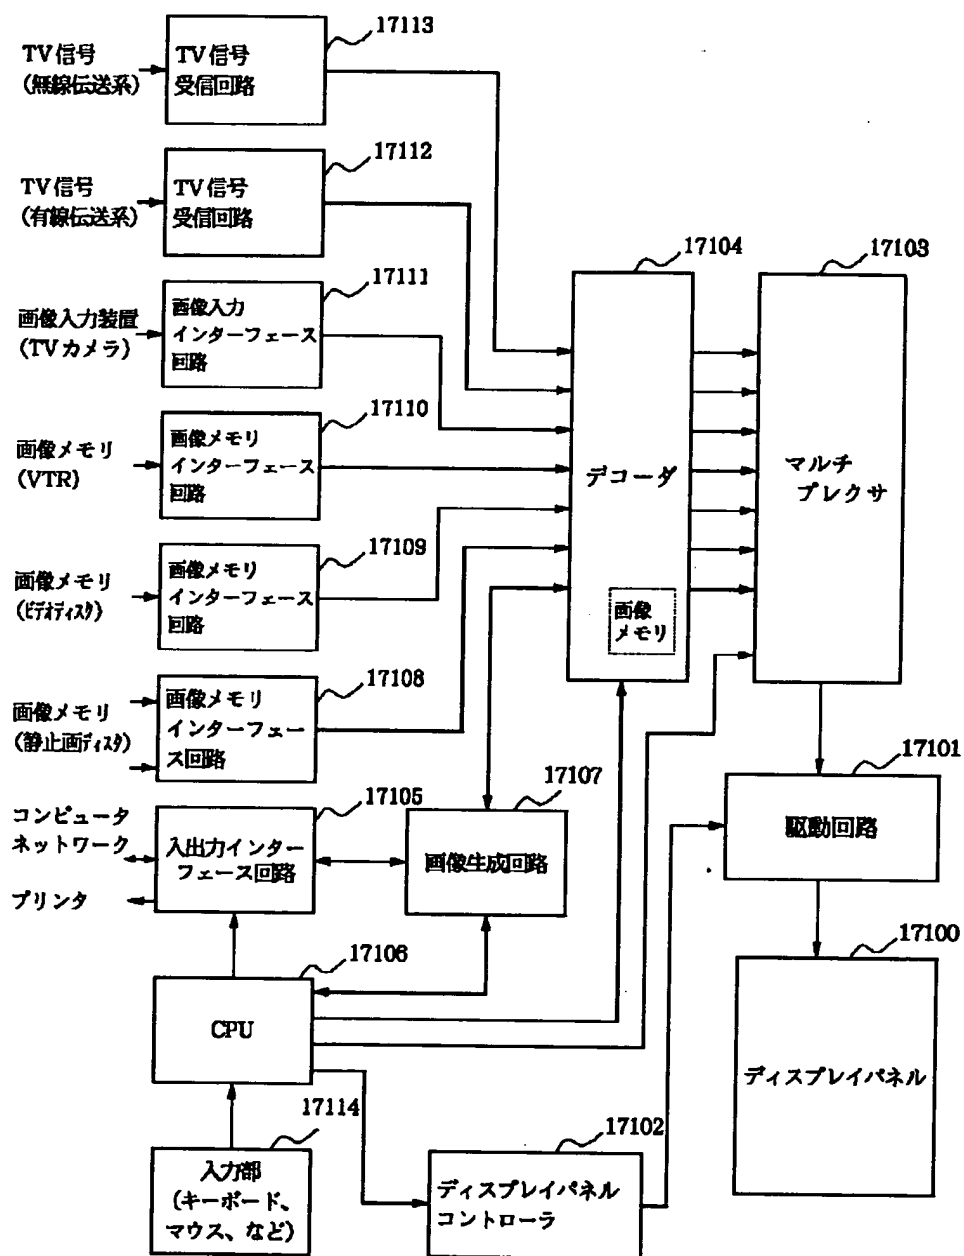 17113
TV信号
(無線伝送系)
TV信号
受信回路
17112
TV信号
(有線伝送系)
TV信号
受信回路
17104
17103
17111
画像入力装置
(TVカメラ)
画像入力
インターフェース
回路
17110
画像メモリ
(VTR)
画像メモリ
インターフェース
回路
デコーダ
マルチ
プレクサ
17109
画像メモリ
(ビデオディスク)
画像メモリ
インターフェース
回路
画像
メモリ
17108
画像メモリ
(静止画ディスク)
画像メモリ
インターフェー
ス回路
17101
17107
17105
コンピュータ
ネットワーク
プリンタ
入出力インター
フェース回路
画像生成回路
駆動回路
17106
17100
CPU
ディスプレイパネル
17114
17102
入力部
(キーボード、
マウス、など)
ディスプレイパネル
コントローラ